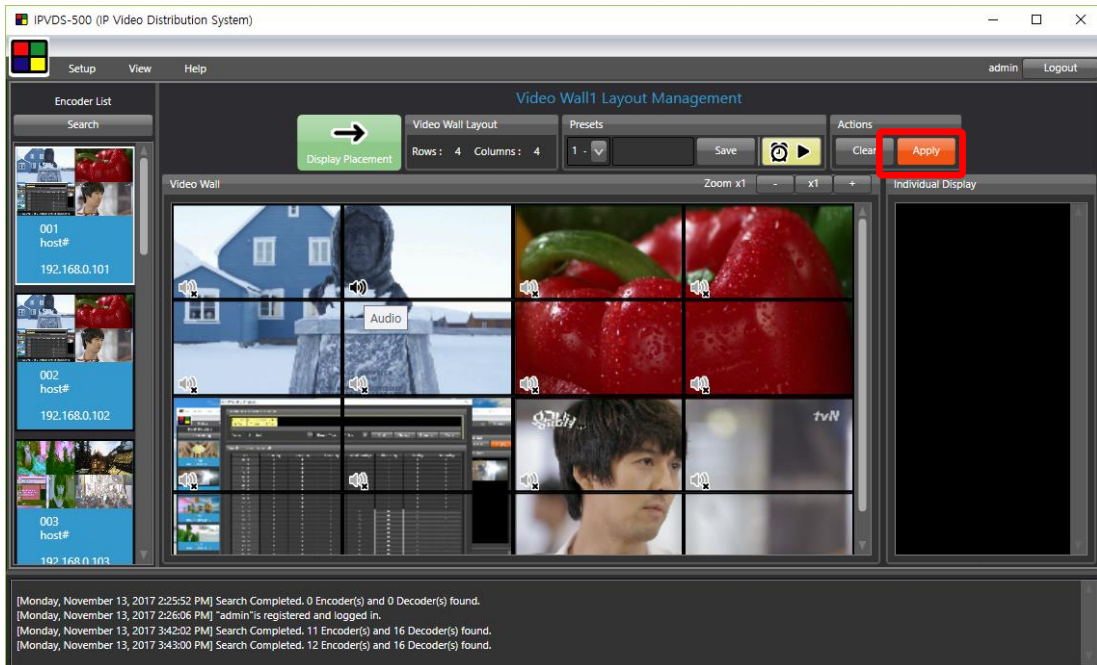 IPVDS-500 (IP Video Distribution System)
Setup View Help
admin Logout
Encoder List
Search
001
host#
192.168.0.101
002
host#
192.168.0.102
003
host#
192.168.0.103
Video Wall1 Layout Management
Display Placement
Video Wall Layout
Rows : 4 Columns : 4
Presets
1 -
Save
Actions
Clear
Apply
Video Wall
Zoom x1 - x1 +
Audio
tvN
Individual Display
[Monday, November 13, 2017 2:25:52 PM] Search Completed. 0 Encoder(s) and 0 Decoder(s) found.
[Monday, November 13, 2017 2:26:06 PM] "admin"is registered and logged in.
[Monday, November 13, 2017 3:42:02 PM] Search Completed. 11 Encoder(s) and 16 Decoder(s) found.
[Monday, November 13, 2017 3:43:00 PM] Search Completed. 12 Encoder(s) and 16 Decoder(s) found.